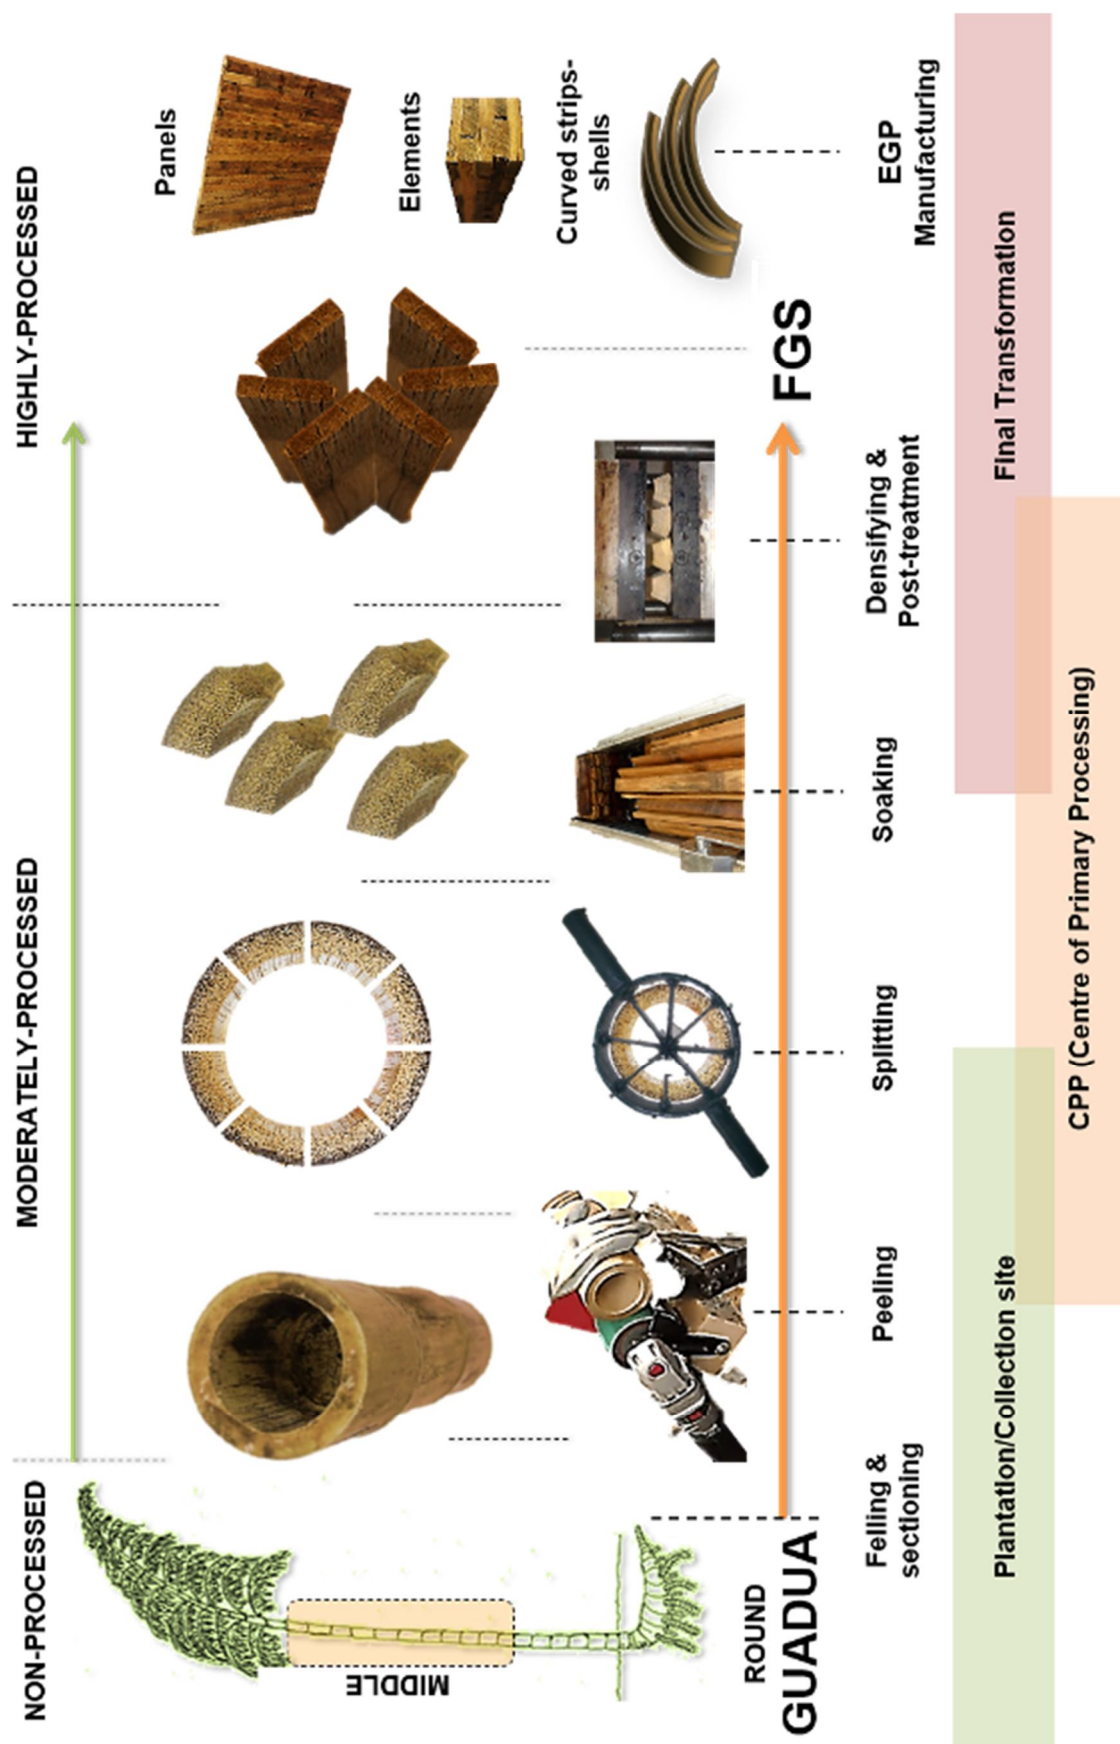 NON-PROCESSED
MODERATELY-PROCESSED
HIGHLY-PROCESSED
MIDDLE
Panels
Elements
Curved strips-
shells
ROUND
GUADUA
FGS
Felling &
sectioning
Peeling
Splitting
Soaking
Densifying &
Post-treatment
EGP
Manufacturing
Plantation/Collection site
Final Transformation
CPP (Centre of Primary Processing)